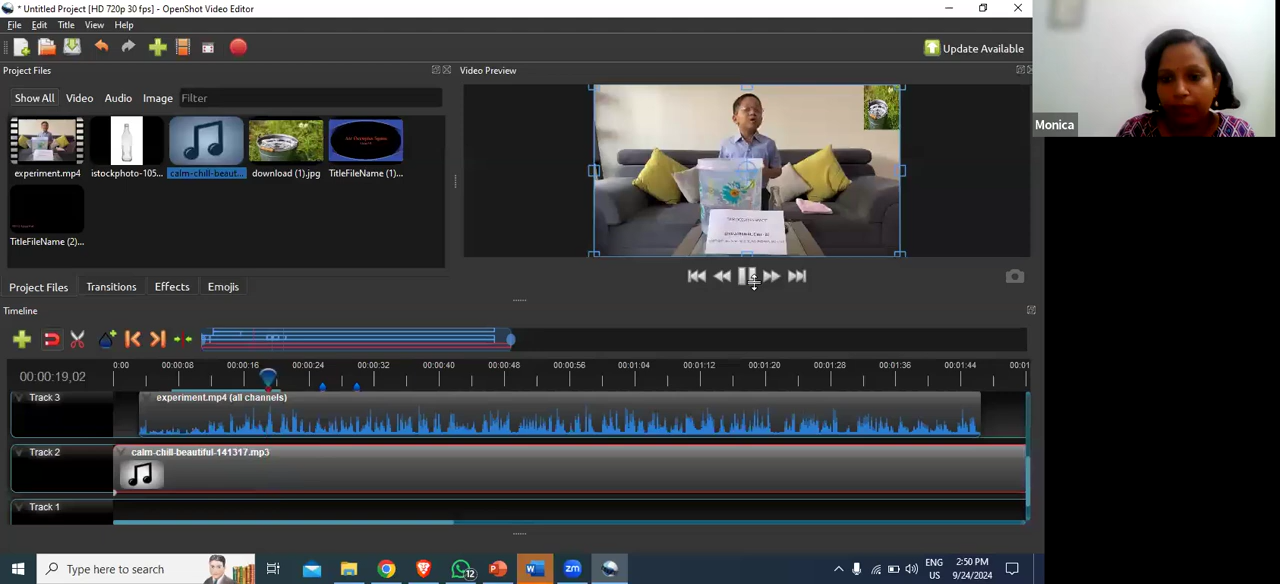 * Untitled Project [HD 720p 30 fps] - OpenShot Video Editor
File Edit Title View Help
Update Available
Project Files
Video Preview
Show All Video Audio Image Filter
experiment.mp4 istockphoto-105... calm-chill-beaut... download (1).jpg TitleFileName (1)...
TitleFileName (2)...
Project Files Transitions Effects Emojis
Timeline
00:00:19,02
0:00 00:00:08 00:00:16 00:00:24 00:00:32 00:00:40 00:00:48 00:00:56 00:01:04 00:01:12 00:01:20 00:01:28 00:01:36 00:01:44 00:01
Track 3
experiment.mp4 (all channels)
Track 2
calm-chill-beautiful-141317.mp3
Track 1
Monica
Type here to search
12
ENG
US
2:50 PM
9/24/2024